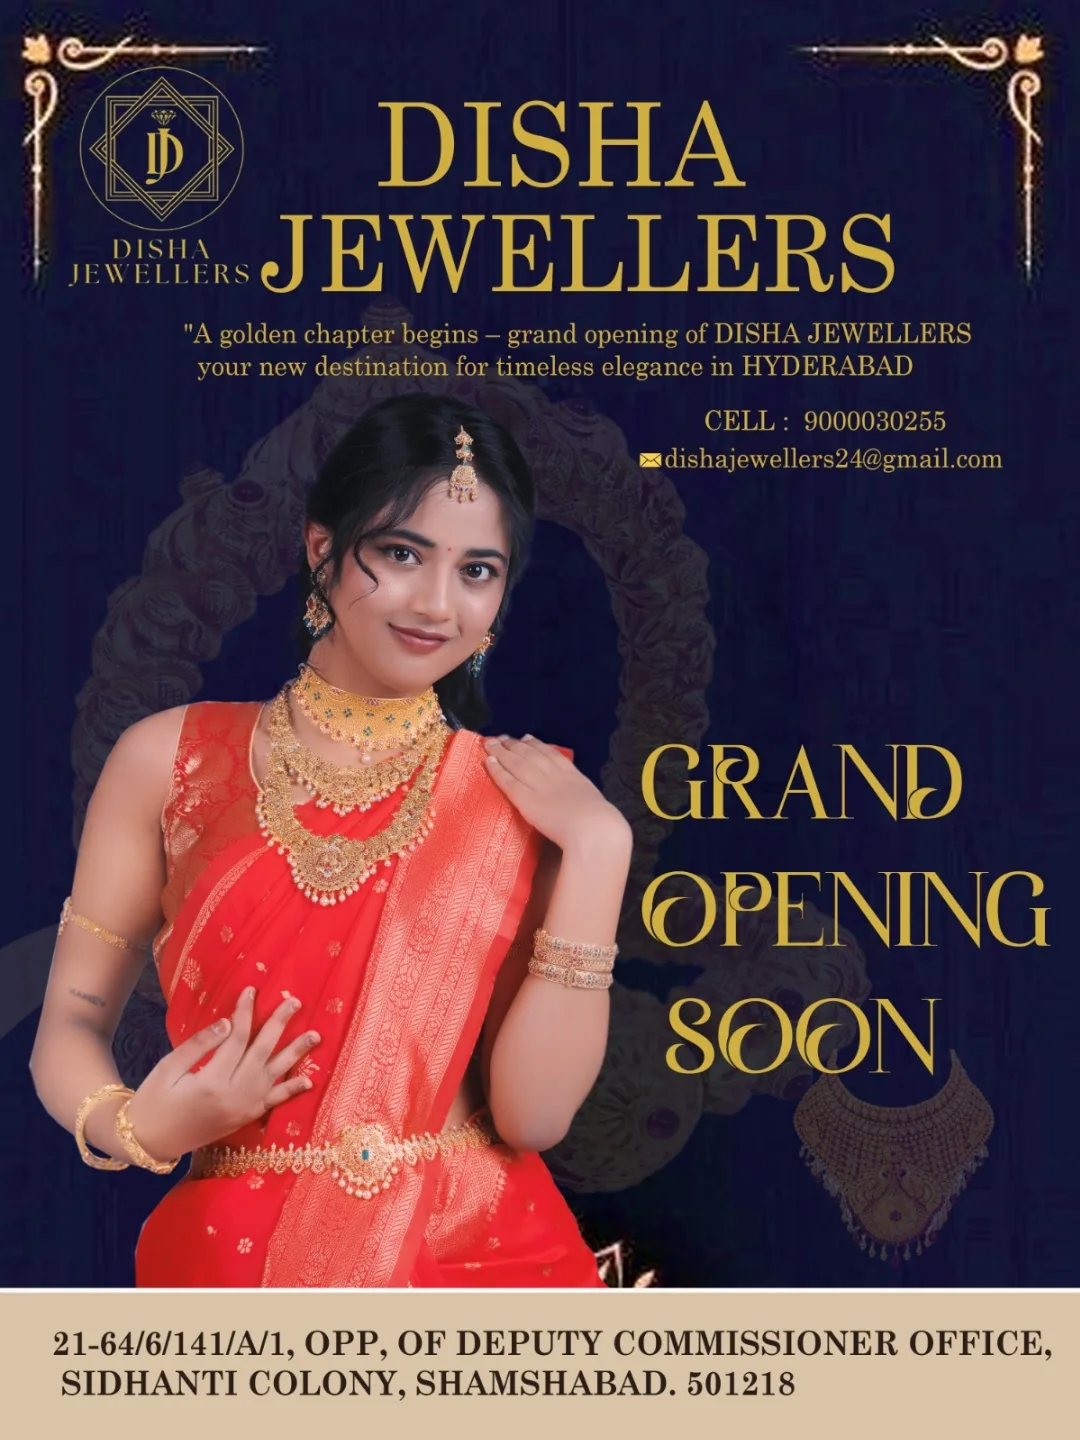 DJ
DISHA
JEWELLERS
DISHA
JEWELLERS
"A golden chapter begins – grand opening of DISHA JEWELLERS
your new destination for timeless elegance in HYDERABAD
CELL : 9000030255
dishajewellers24@gmail.com
GRAND
OPENING
SOON
21-64/6/141/A/1, OPP, OF DEPUTY COMMISSIONER OFFICE,
SIDHANTI COLONY, SHAMSHABAD. 501218